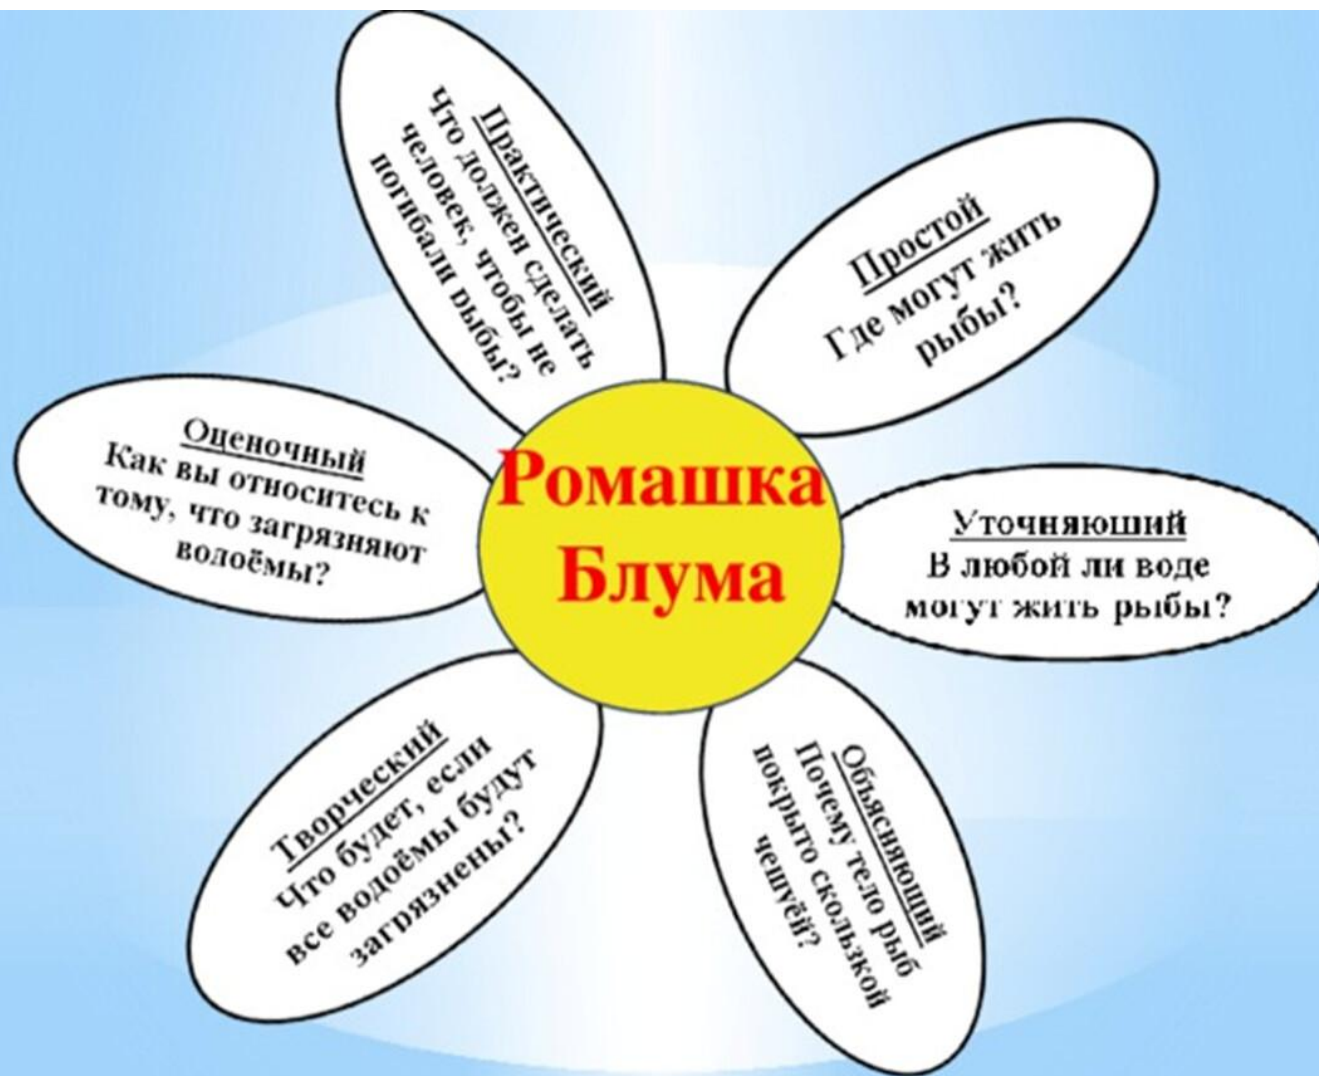 Ромашка
Блума
Практический
Что должен сделать
человек, чтобы не
погибали рыбы?
Простой
Где могут жить
рыбы?
Уточняюший
В любой ли воде
могут жить рыбы?
Объясняющий
Почему тело рыб
покрыто скользкой
чешуёй?
Творческий
Что будет, если
все водоёмы будут
загрязнены?
Оценочный
Как вы относитесь к
тому, что загрязняют
водоёмы?